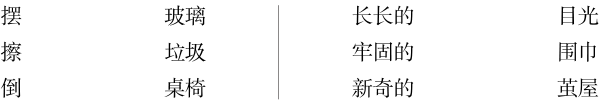 摆 玻璃 长长的 目光
擦 垃圾 牢固的 围巾
倒 桌椅 新奇的 茧屋